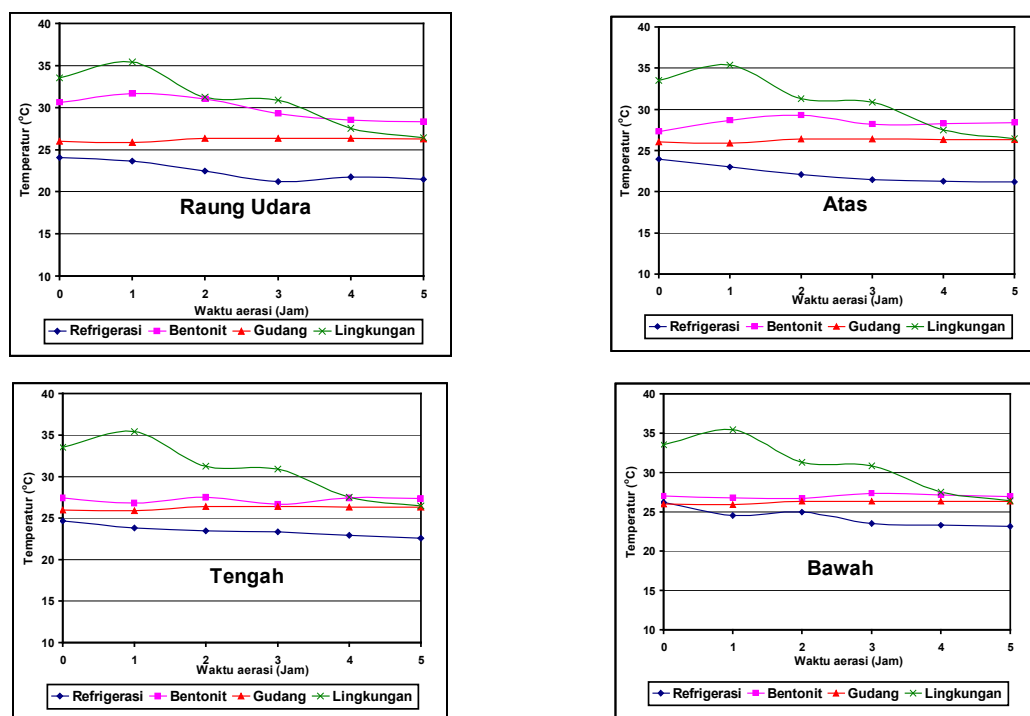 40
35
30
25
20
15
10
Temperatur (°C)
Raung Udara
0 1 2 3 4 5
Waktu aerasi (Jam)
Refrigerasi Bentonit Gudang Lingkungan
40
35
30
25
20
15
10
Temperatur (°C)
Atas
0 1 2 3 4 5
Waktu aerasi (Jam)
Refrigerasi Bentonit Gudang Lingkungan
40
35
30
25
20
15
10
Temperatur (°C)
Tengah
0 1 2 3 4 5
Waktu aerasi (Jam)
Refrigerasi Bentonit Gudang Lingkungan
40
35
30
25
20
15
10
Temperatur (°C)
Bawah
0 1 2 3 4 5
Waktu aerasi (Jam)
Refrigerasi Bentonit Gudang Lingkungan